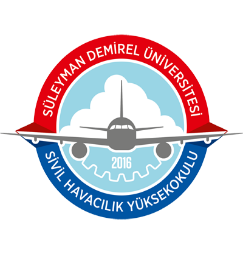 SÜLEYMAN DEMİREL ÜNİVERSİTESİ
2016
SİVİL HAVACILIK YÜKSEKOKULU